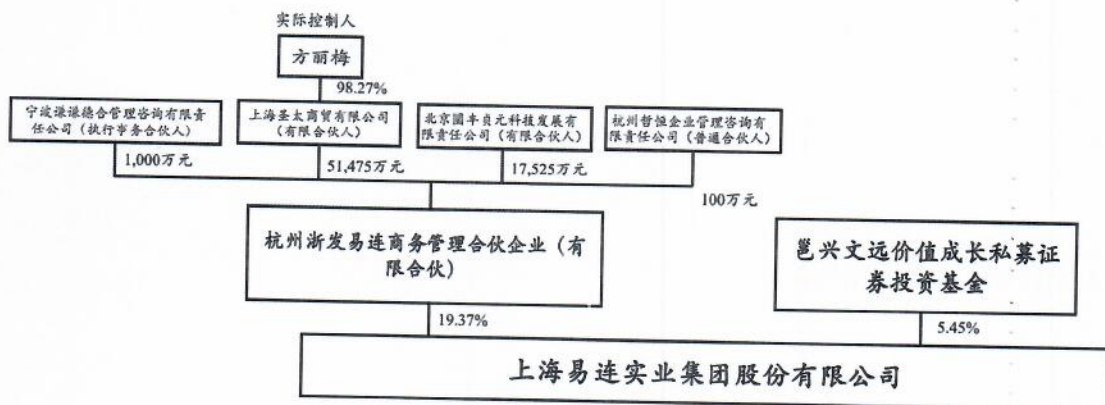 实际控制人
方丽梅
98.27%
宁波谦谦德合管理咨询有限责
任公司（执行事务合伙人）
上海圣太商贸有限公司
（有限合伙人）
北京国丰贞元科技发展有
限责任公司（有限合伙人）
杭州哲恒企业管理咨询有
限责任公司（普通合伙人）
1,000万元
51,475万元
17,525万元
100万元
杭州浙发易连商务管理合伙企业（有
限合伙）
邕兴文远价值成长私募证
券投资基金
19.37%
5.45%
上海易连实业集团股份有限公司